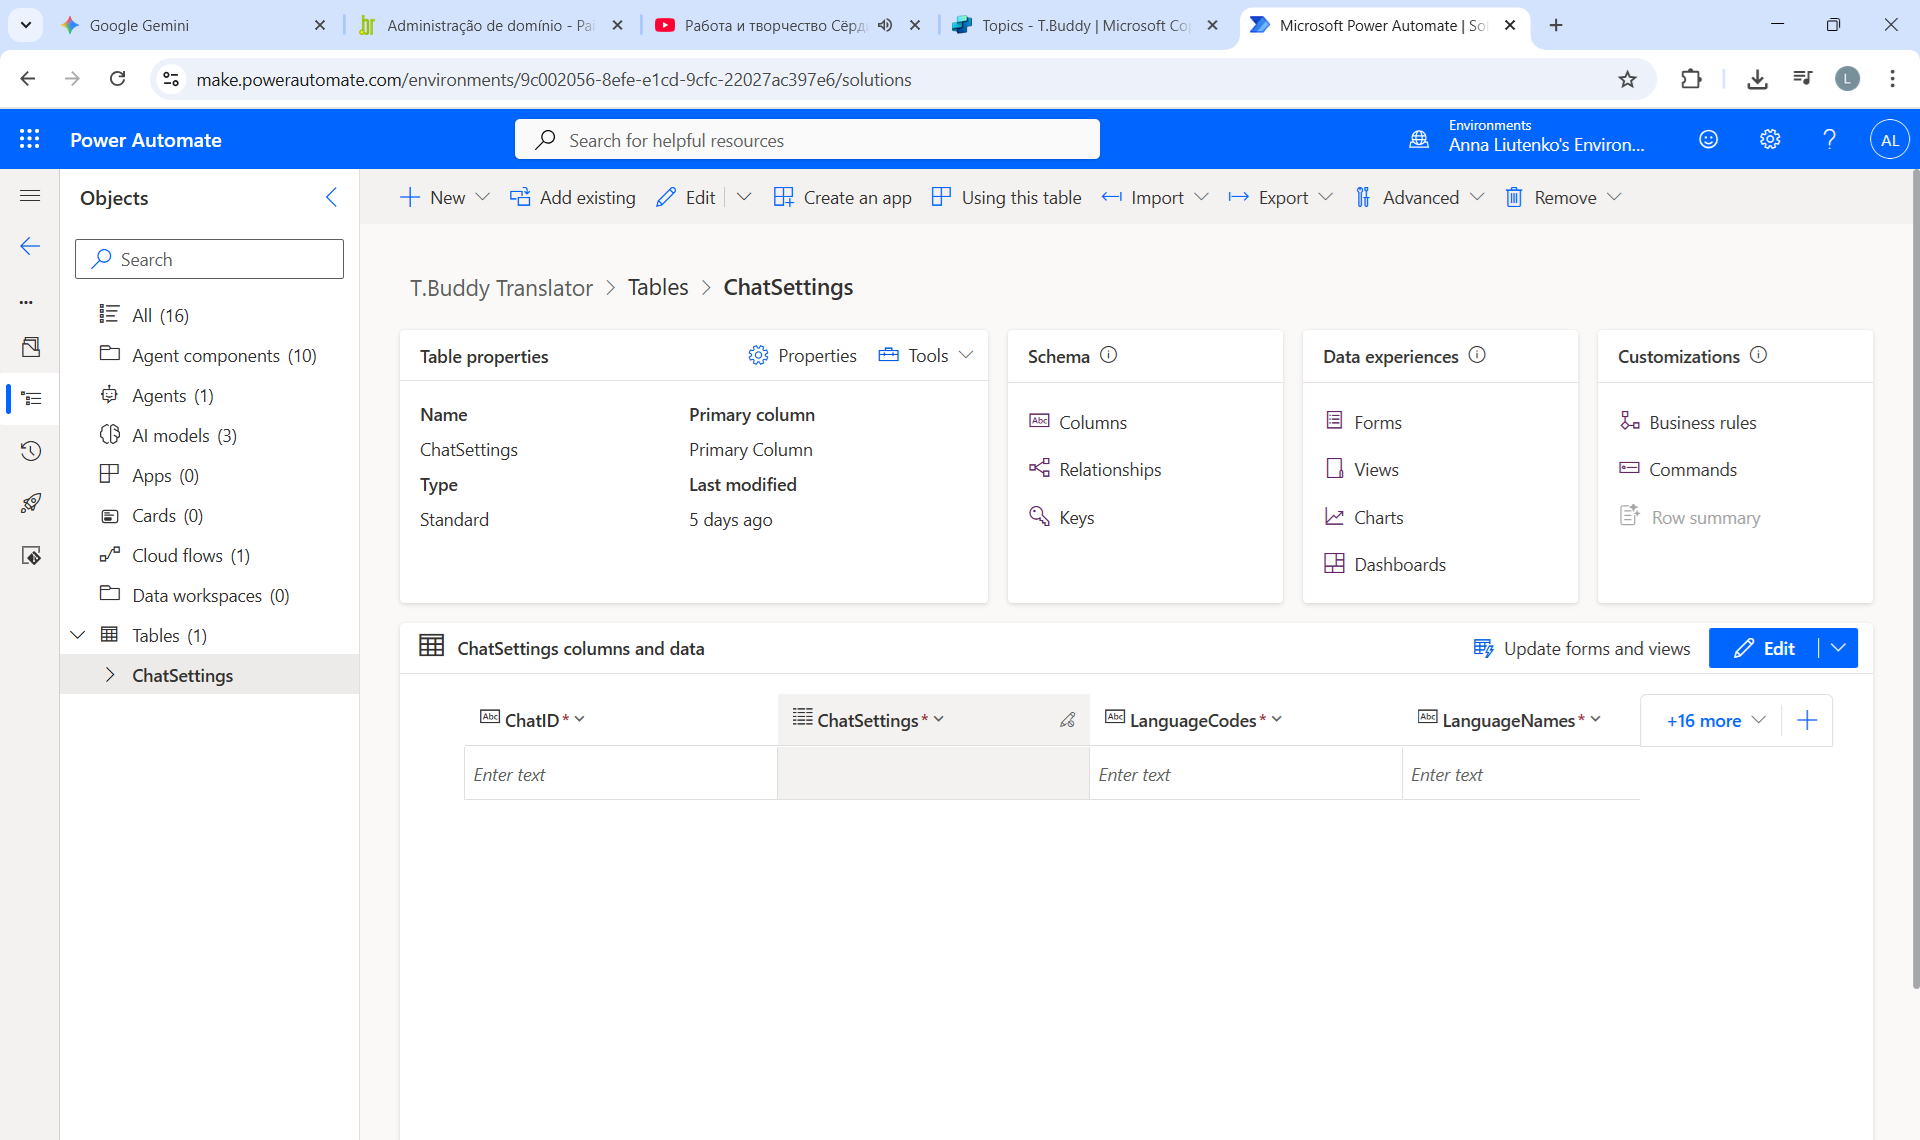 Google Gemini
Administração de domínio - Pai
Работа и творчество Сёрд
Topics - T.Buddy | Microsoft Cop
Microsoft Power Automate | Sol
make.powerautomate.com/environments/9c002056-8efe-e1cd-9cfc-22027ac397e6/solutions
L
Power Automate
Search for helpful resources
Environments
Anna Liutenko's Environ...
AL
Objects
New
Add existing
Edit
Create an app
Using this table
Import
Export
Advanced
Remove
Search
All (16)
Agent components (10)
Agents (1)
AI models (3)
Apps (0)
Cards (0)
Cloud flows (1)
Data workspaces (0)
Tables (1)
ChatSettings
T.Buddy Translator > Tables > ChatSettings
Table properties
Properties
Tools
Name
ChatSettings
Type
Standard
Primary column
Primary Column
Last modified
5 days ago
Schema
Columns
Relationships
Keys
Data experiences
Forms
Views
Charts
Dashboards
Customizations
Business rules
Commands
Row summary
ChatSettings columns and data
Update forms and views
Edit
Abc ChatID *
ChatSettings *
Abc LanguageCodes *
Abc LanguageNames *
+16 more
Enter text
Enter text
Enter text